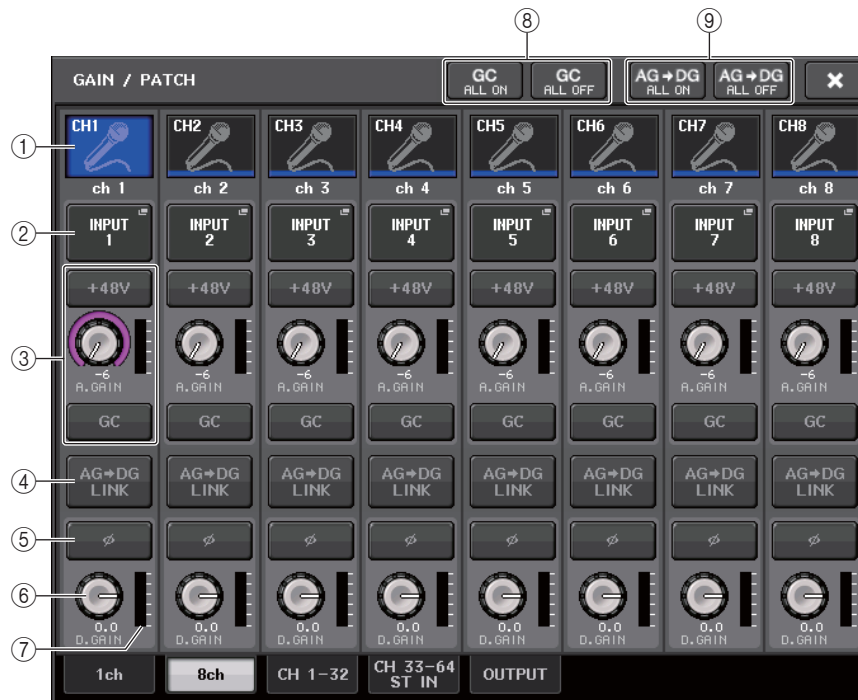 ⑧ ⑨
GAIN / PATCH GC ALL ON GC ALL OFF AG→DG ALL ON AG→DG ALL OFF ×
① CH1 CH2 CH3 CH4 CH5 CH6 CH7 CH8
ch 1 ch 2 ch 3 ch 4 ch 5 ch 6 ch 7 ch 8
② INPUT INPUT INPUT INPUT INPUT INPUT INPUT INPUT
1 2 3 4 5 6 7 8
+48V +48V +48V +48V +48V +48V +48V +48V
③
-6 -6 -6 -6 -6 -6 -6 -6
A.GAIN A.GAIN A.GAIN A.GAIN A.GAIN A.GAIN A.GAIN A.GAIN
GC GC GC GC GC GC GC GC
④ AG→DG AG→DG AG→DG AG→DG AG→DG AG→DG AG→DG AG→DG
LINK LINK LINK LINK LINK LINK LINK LINK
⑤ ø ø ø ø ø ø ø ø
⑥
0.0 0.0 0.0 0.0 0.0 0.0 0.0 0.0
⑦ D.GAIN D.GAIN D.GAIN D.GAIN D.GAIN D.GAIN D.GAIN D.GAIN
1ch 8ch CH 1-32 CH 33-64 ST IN OUTPUT